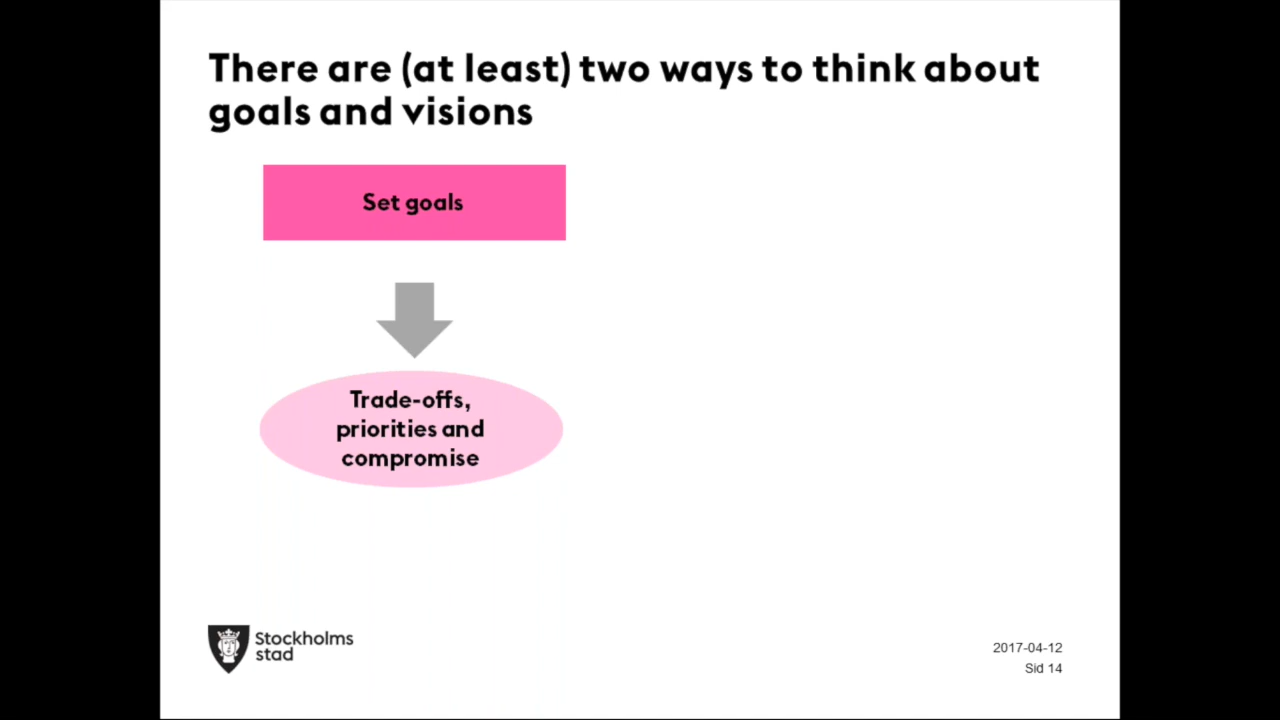 There are (at least) two ways to think about
goals and visions
Set goals
Trade-offs,
priorities and
compromise
Stockholms
stad
2017-04-12
Sid 14